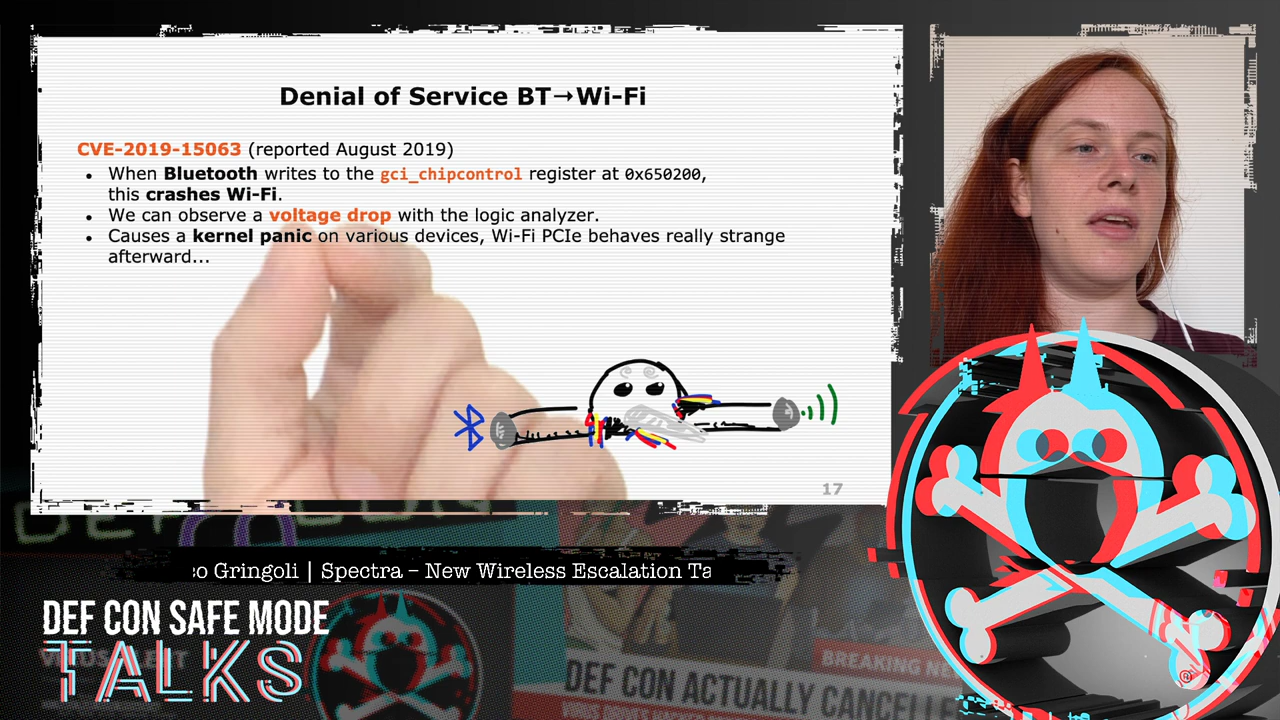 Denial of Service BT→Wi-Fi
CVE-2019-15063 (reported August 2019)
• When Bluetooth writes to the gci_chipcontrol register at 0x650200,
this crashes Wi-Fi.
• We can observe a voltage drop with the logic analyzer.
• Causes a kernel panic on various devices, Wi-Fi PCIe behaves really strange
afterward...
17
co Gringoli | Spectra – New Wireless Escalation Ta
DEF CON SAFE MODE
TALKS
DEF CON
BREAKING NE
DEF CON ACTUALLY CANCELLE
®